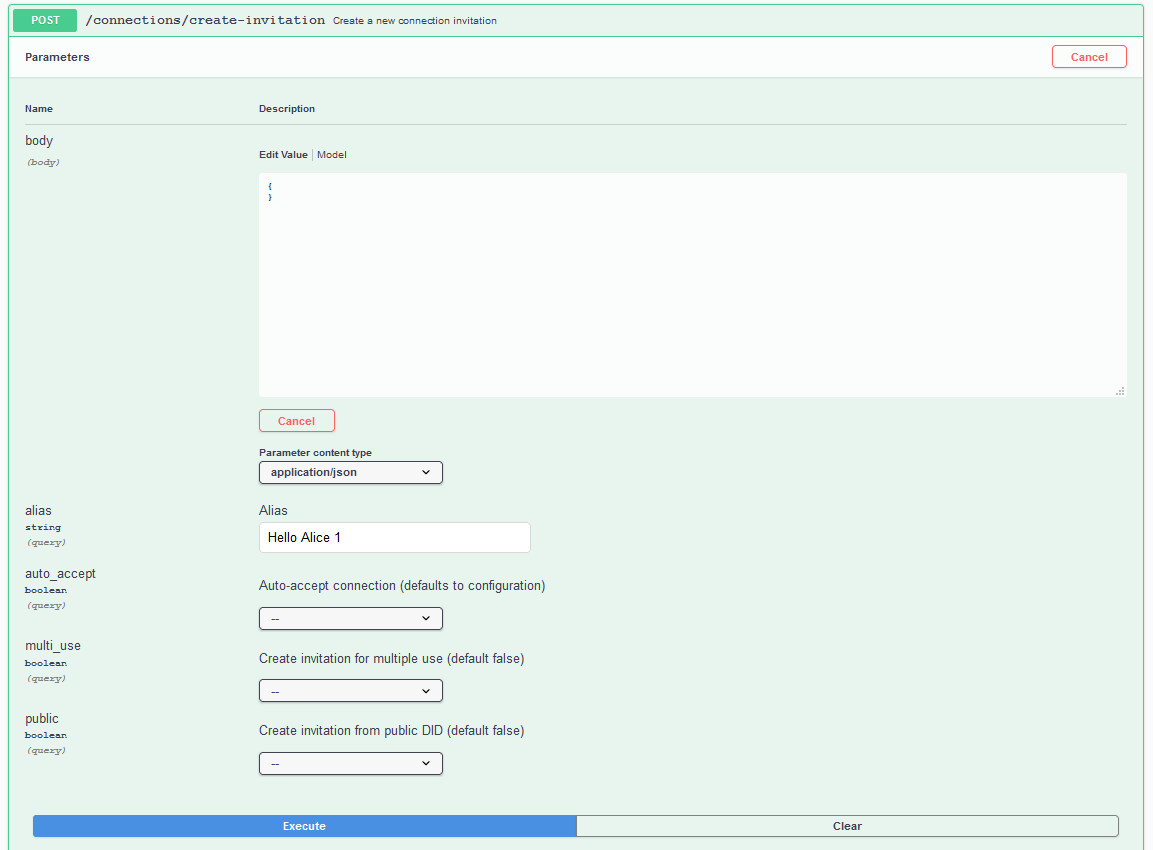 POST /connections/create-invitation Create a new connection invitation
Parameters Cancel
Name Description
body
(body)
Edit Value | Model
{
}
Cancel
Parameter content type
application/json
alias Alias
string
(query)
Hello Alice 1
auto_accept
boolean
(query)
Auto-accept connection (defaults to configuration)
--
multi_use
boolean
(query)
Create invitation for multiple use (default false)
--
public
boolean
(query)
Create invitation from public DID (default false)
--
Execute Clear